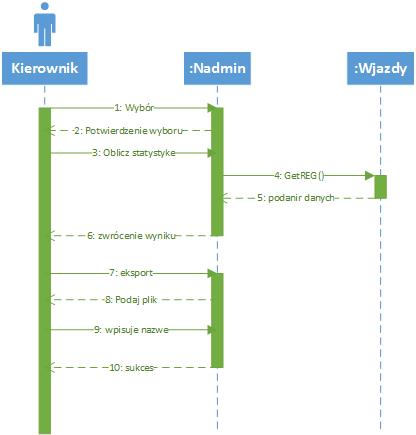 Kierownik
:Nadmin
:Wjazdy
1: Wybór
2: Potwierdzenie wyboru
3: Oblicz statystyke
4: GetREG()
5: podanir danych
6: zwrócenie wyniku
7: eksport
8: Podaj plik
9: wpisuje nazwe
10: sukces